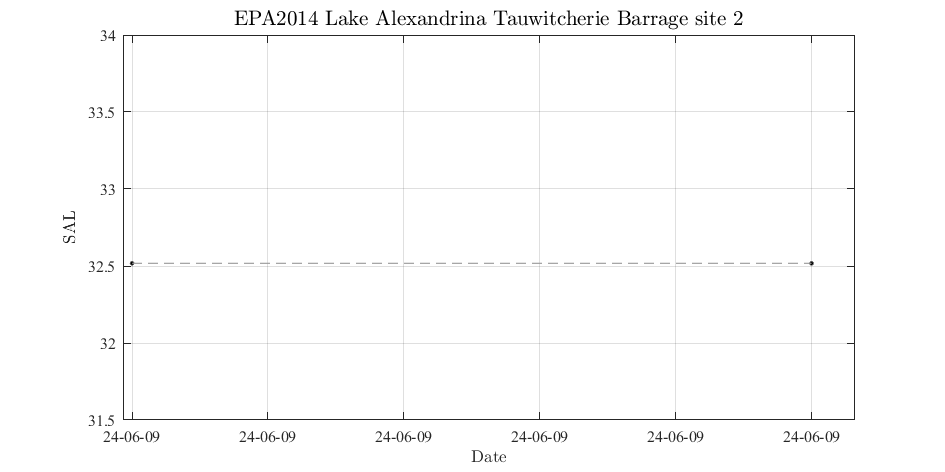 EPA2014 Lake Alexandrina Tauwitcherie Barrage site 2
34
33.5
33
32.5
32
31.5
SAL
24-06-09 24-06-09 24-06-09 24-06-09 24-06-09 24-06-09
Date